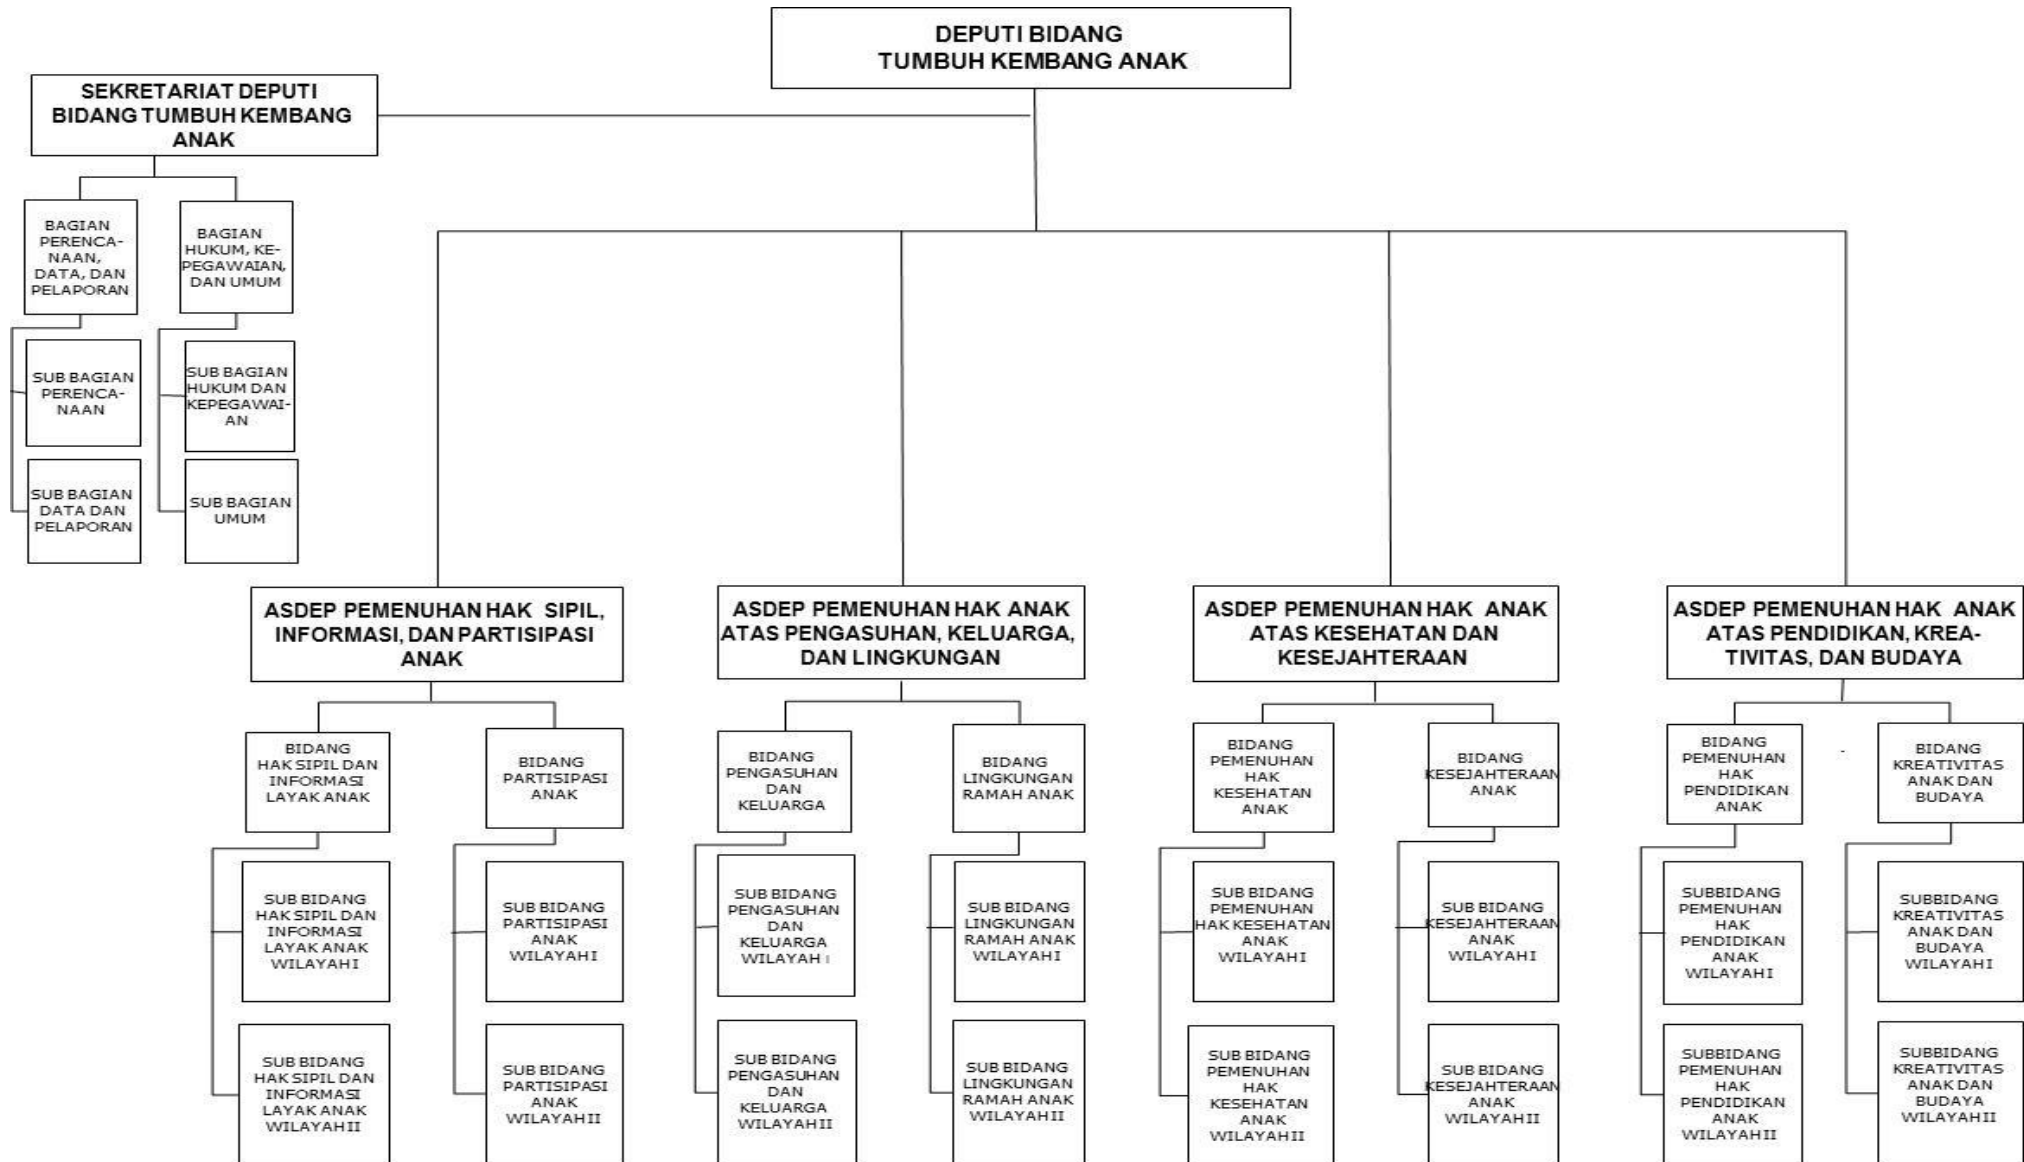 DEPUTI BIDANG
TUMBUH KEMBANG ANAK
SEKRETARIAT DEPUTI
BIDANG TUMBUH KEMBANG
ANAK
BAGIAN
PERENCA-
NAAN,
DATA, DAN
PELAPORAN
BAGIAN
HUKUM, KE-
PEGAWAIAN,
DAN UMUM
SUB BAGIAN
PERENCA-
NAAN
SUB BAGIAN
HUKUM DAN
KEPEGAWAI-
AN
SUB BAGIAN
DATA DAN
PELAPORAN
SUB BAGIAN
UMUM
ASDEP PEMENUHAN HAK SIPIL,
INFORMASI, DAN PARTISIPASI
ANAK
ASDEP PEMENUHAN HAK ANAK
ATAS PENGASUHAN, KELUARGA,
DAN LINGKUNGAN
ASDEP PEMENUHAN HAK ANAK
ATAS KESEHATAN DAN
KESEJAHTERAAN
ASDEP PEMENUHAN HAK ANAK
ATAS PENDIDIKAN, KREA-
TIVITAS, DAN BUDAYA
BIDANG
HAK SIPIL DAN
INFORMASI
LAYAK ANAK
BIDANG
PARTISIPASI
ANAK
BIDANG
PENGASUHAN
DAN
KELUARGA
BIDANG
LINGKUNGAN
RAMAH ANAK
BIDANG
PEMENUHAN
HAK
KESEHATAN
ANAK
BIDANG
KESEJAHTERAAN
ANAK
BIDANG
PEMENUHAN
HAK
PENDIDIKAN
ANAK
-
BIDANG
KREATIVITAS
ANAK DAN
BUDAYA
SUB BIDANG
HAK SIPIL DAN
INFORMASI
LAYAK ANAK
WILAYAH I
SUB BIDANG
PARTISIPASI
ANAK
WILAYAH I
SUB BIDANG
PENGASUHAN
DAN
KELUARGA
WILAYAH I
SUB BIDANG
LINGKUNGAN
RAMAH ANAK
WILAYAH I
SUB BIDANG
PEMENUHAN
HAK KESEHATAN
ANAK
WILAYAH I
SUB BIDANG
KESEJAHTERAAN
ANAK
WILAYAH I
SUBBIDANG
PEMENUHAN
HAK
PENDIDIKAN
ANAK
WILAYAH I
SUBBIDANG
KREATIVITAS
ANAK DAN
BUDAYA
WILAYAH I
SUB BIDANG
HAK SIPIL DAN
INFORMASI
LAYAK ANAK
WILAYAH II
SUB BIDANG
PARTISIPASI
ANAK
WILAYAH II
SUB BIDANG
PENGASUHAN
DAN
KELUARGA
WILAYAH II
SUB BIDANG
LINGKUNGAN
RAMAH ANAK
WILAYAH II
SUB BIDANG
PEMENUHAN
HAK
KESEHATAN
ANAK
WILAYAH II
SUB BIDANG
KESEJAHTERAAN
ANAK
WILAYAH II
SUBBIDANG
PEMENUHAN
HAK
PENDIDIKAN
ANAK
WILAYAH II
SUBBIDANG
KREATIVITAS
ANAK DAN
BUDAYA
WILAYAH II